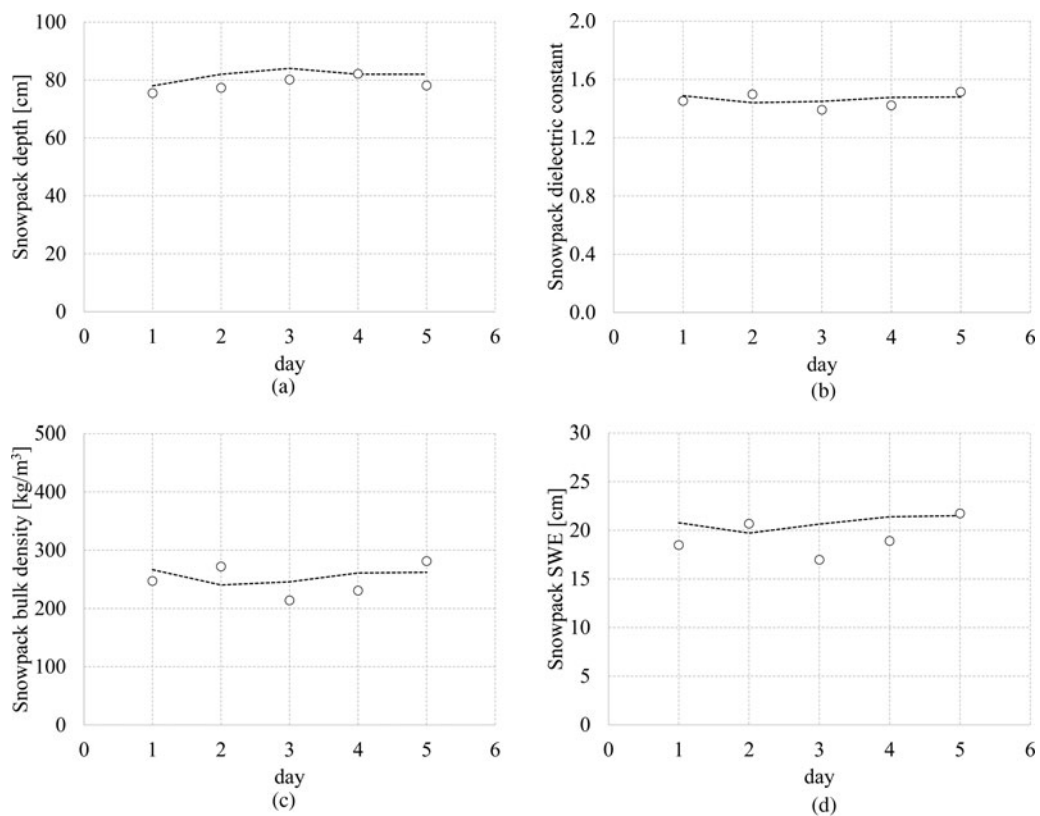 Snowpack depth [cm]
100
80
60
40
20
0
0 1 2 3 4 5 6
day
(a)
Snowpack dielectric constant
2.0
1.6
1.2
0.8
0.4
0.0
0 1 2 3 4 5 6
day
(b)
Snowpack bulk density [kg/m³]
500
400
300
200
100
0
0 1 2 3 4 5 6
day
(c)
Snowpack SWE [cm]
30
25
20
15
10
5
0
0 1 2 3 4 5 6
day
(d)